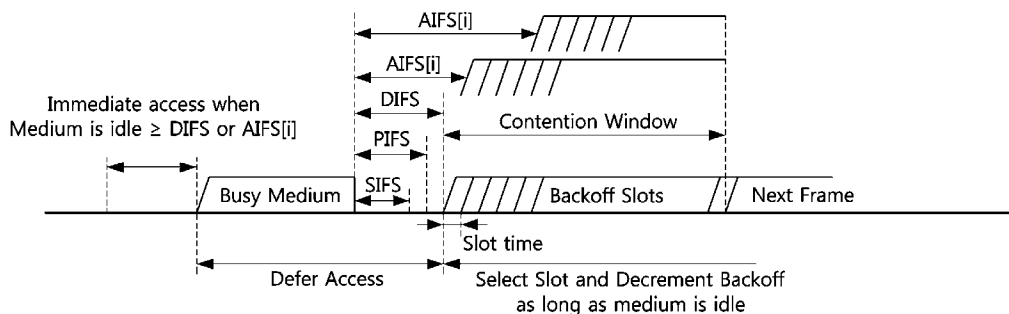 AIFS[i]
AIFS[i]
Immediate access when
Medium is idle ≥ DIFS or AIFS[i]
DIFS
PIFS
SIFS
Contention Window
Busy Medium
Backoff Slots
Next Frame
Slot time
Defer Access
Select Slot and Decrement Backoff
as long as medium is idle